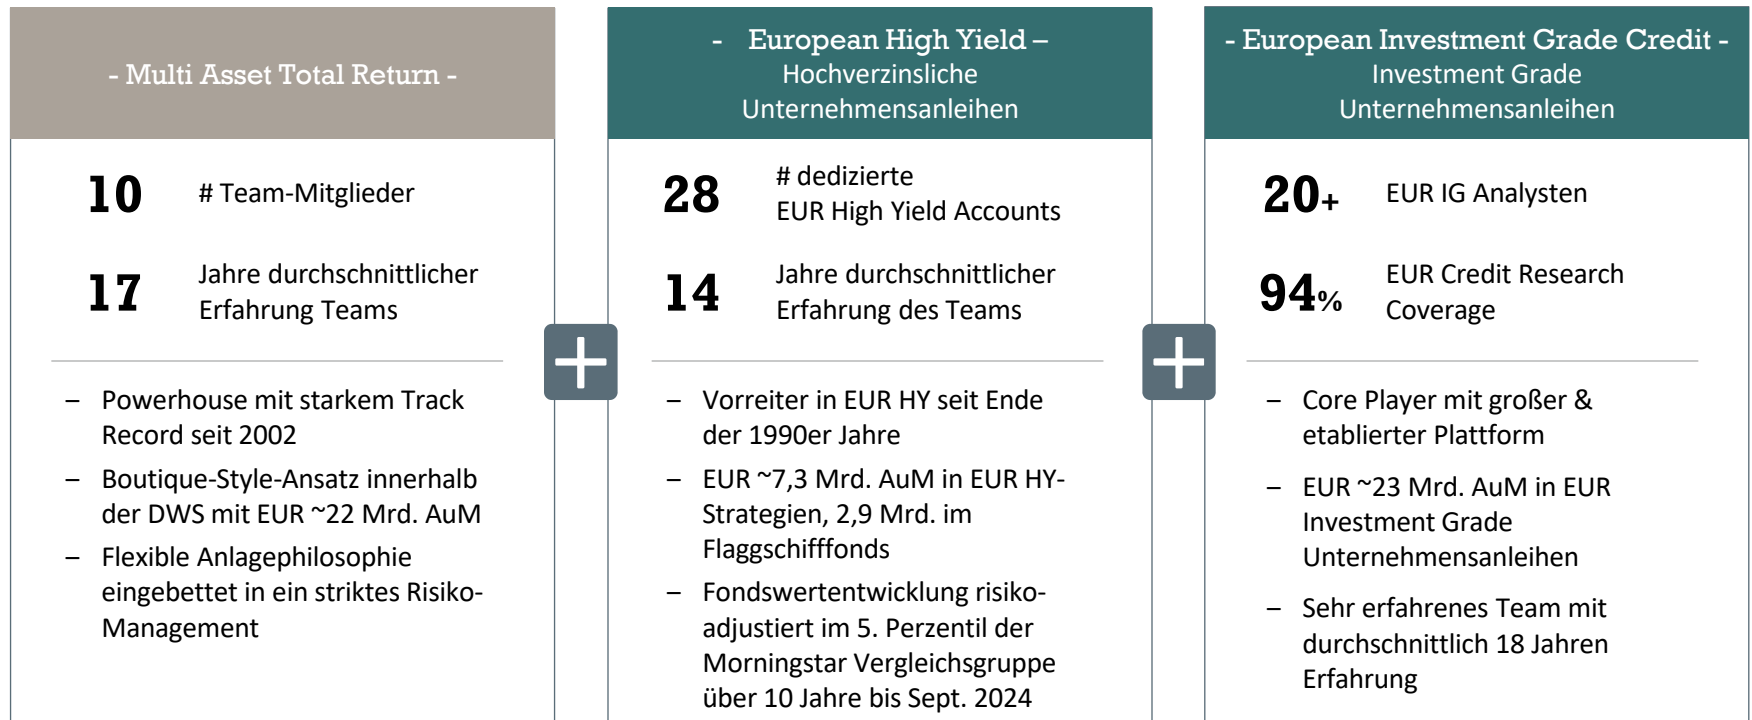 - Multi Asset Total Return -
10
# Team-Mitglieder
17
Jahre durchschnittlicher
Erfahrung Teams
– Powerhouse mit starkem Track
Record seit 2002
– Boutique-Style-Ansatz innerhalb
der DWS mit EUR ~22 Mrd. AuM
– Flexible Anlagephilosophie
eingebettet in ein striktes Risiko-
Management
- European High Yield –
Hochverzinsliche
Unternehmensanleihen
28
# dedizierte
EUR High Yield Accounts
14
Jahre durchschnittlicher
Erfahrung des Teams
– Vorreiter in EUR HY seit Ende
der 1990er Jahre
– EUR ~7,3 Mrd. AuM in EUR HY-
Strategien, 2,9 Mrd. im
Flaggschifffonds
– Fondswertentwicklung risiko-
adjustiert im 5. Perzentil der
Morningstar Vergleichsgruppe
über 10 Jahre bis Sept. 2024
- European Investment Grade Credit -
Investment Grade
Unternehmensanleihen
20+
EUR IG Analysten
94%
EUR Credit Research
Coverage
– Core Player mit großer &
etablierter Plattform
– EUR ~23 Mrd. AuM in EUR
Investment Grade
Unternehmensanleihen
– Sehr erfahrenes Team mit
durchschnittlich 18 Jahren
Erfahrung